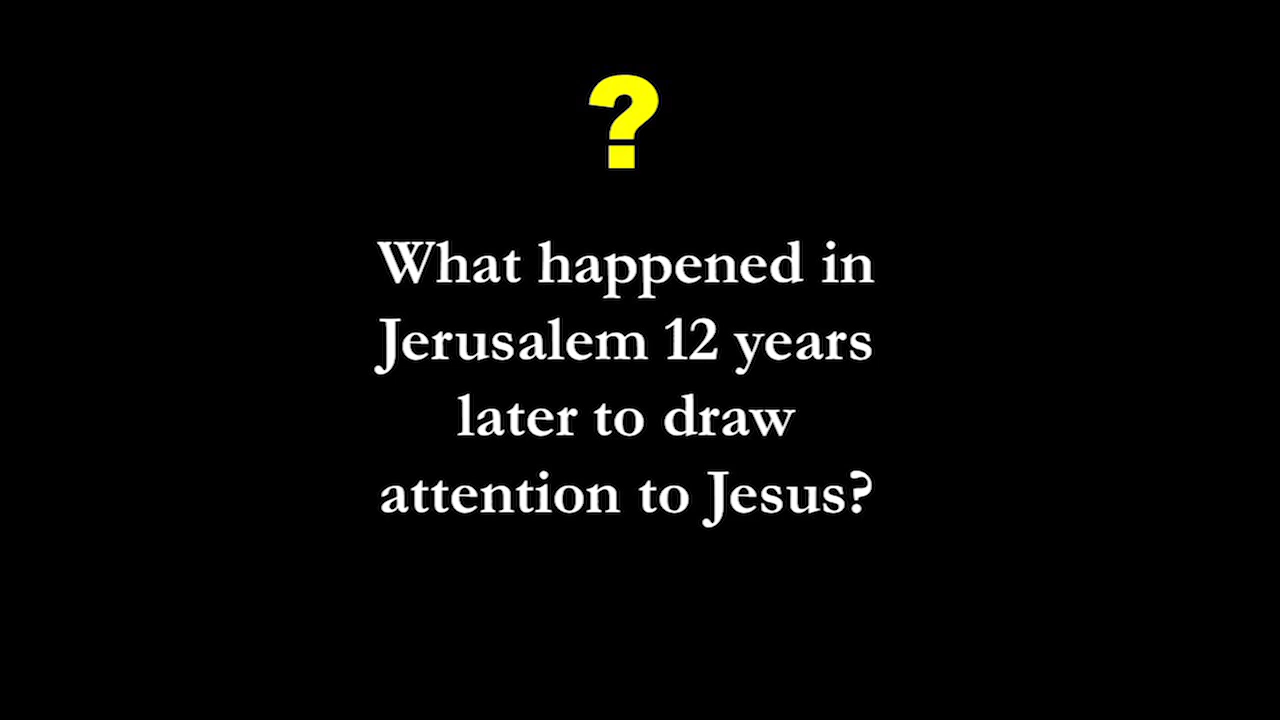 ?
What happened in
Jerusalem 12 years
later to draw
attention to Jesus?